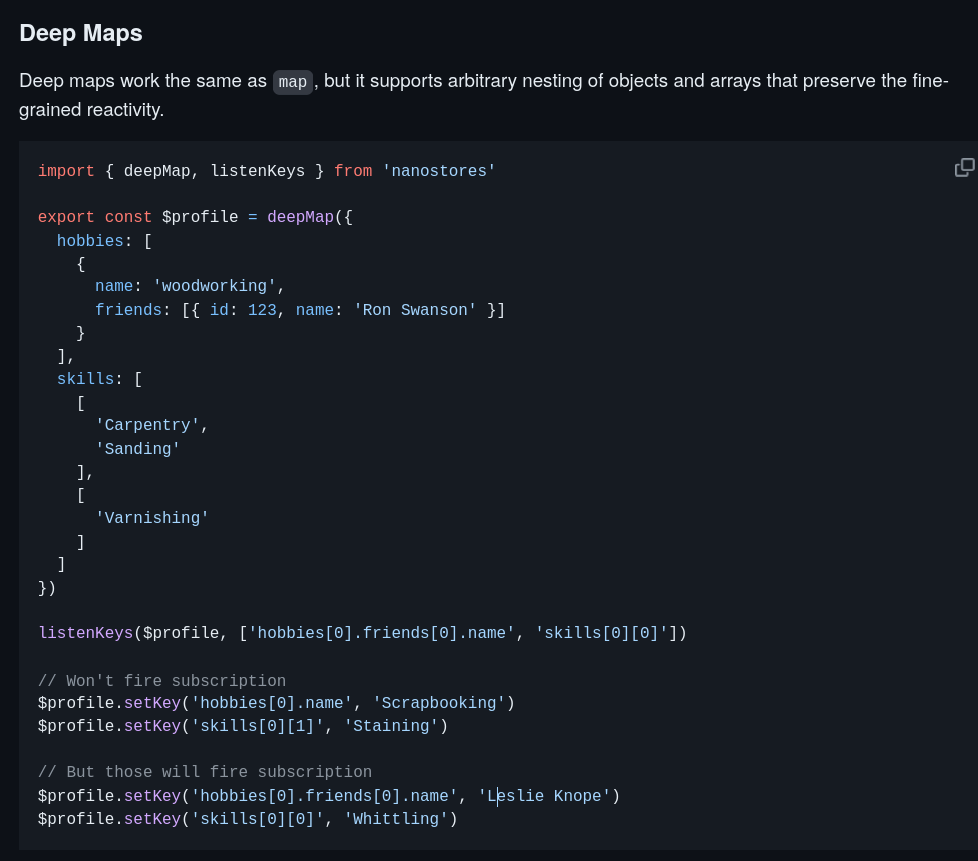 Deep Maps
Deep maps work the same as map, but it supports arbitrary nesting of objects and arrays that preserve the fine-
grained reactivity.
import { deepMap, listenKeys } from 'nanostores'
export const $profile = deepMap({
  hobbies: [
    {
      name: 'woodworking',
      friends: [{ id: 123, name: 'Ron Swanson' }]
    }
  ],
  skills: [
    [
      'Carpentry',
      'Sanding'
    ],
    [
      'Varnishing'
    ]
  ]
})
listenKeys($profile, ['hobbies[0].friends[0].name', 'skills[0][0]'])
// Won't fire subscription
$profile.setKey('hobbies[0].name', 'Scrapbooking')
$profile.setKey('skills[0][1]', 'Staining')
// But those will fire subscription
$profile.setKey('hobbies[0].friends[0].name', 'Leslie Knope')
$profile.setKey('skills[0][0]', 'Whittling')